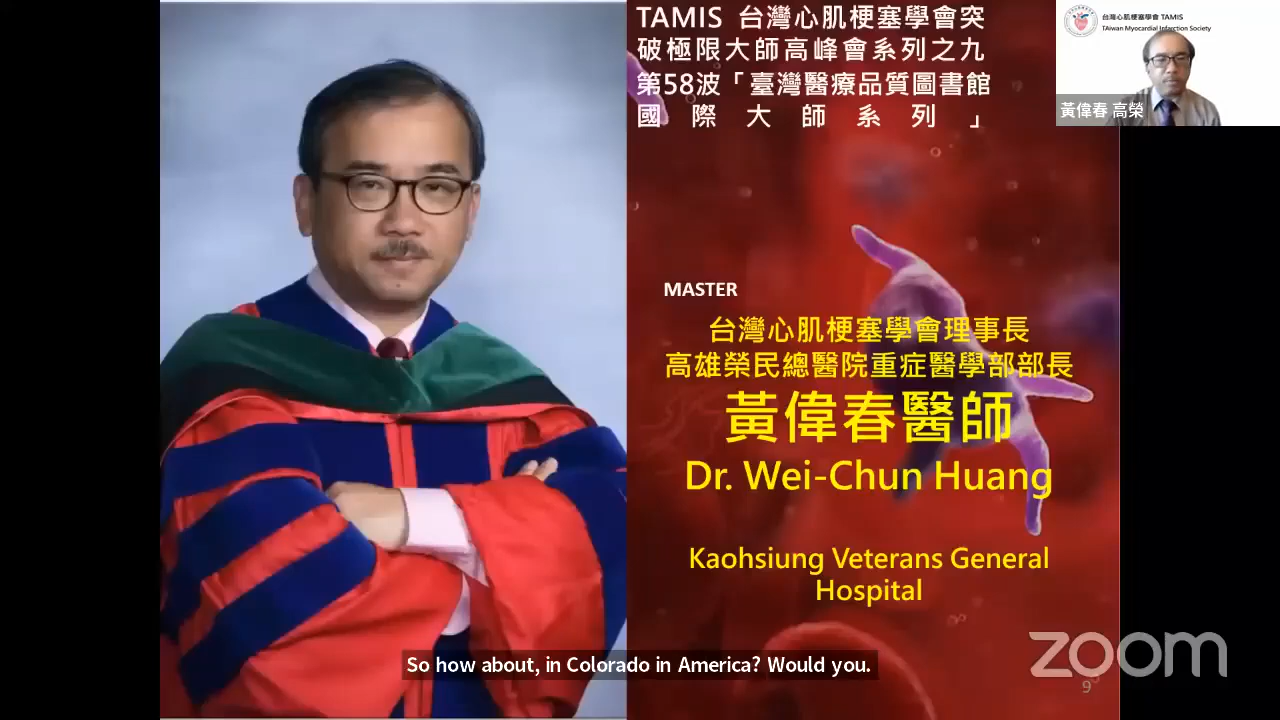 TAMIS 台灣心肌梗塞學會突
破極限大師高峰會系列之九
第58波「臺灣醫療品質圖書館
國際大師系列」
台灣心肌梗塞學會 TAMIS
TAiwan Myocardial Infarction Society
黃偉春 高榮
MASTER
台灣心肌梗塞學會理事長
高雄榮民總醫院重症醫學部部長
黃偉春醫師
Dr. Wei-Chun Huang
Kaohsiung Veterans General
Hospital
So how about, in Colorado in America? Would you.
zoom
9